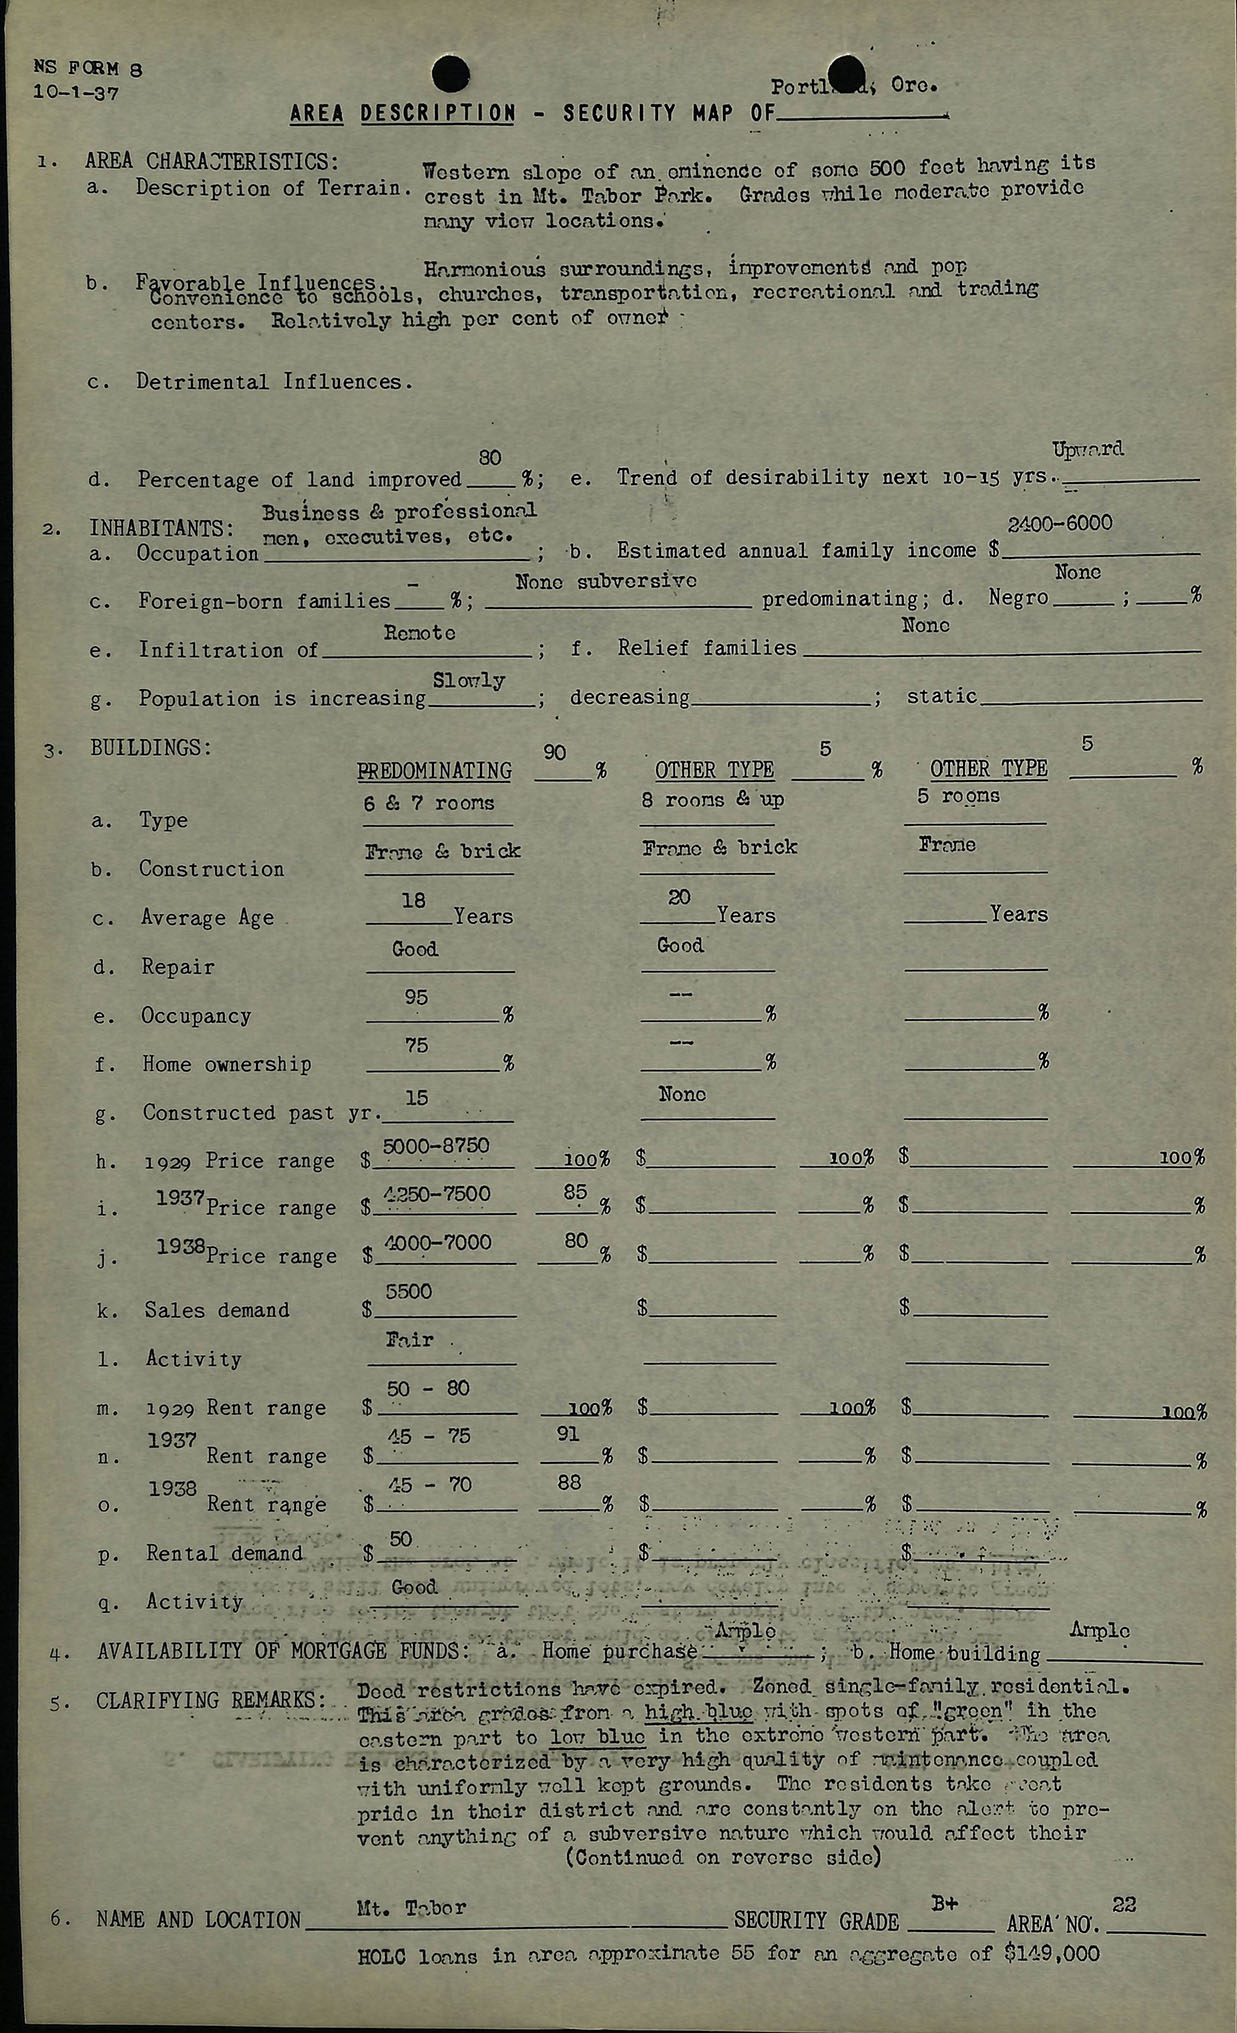 NS FORM 8
10-1-37
Portl , Ore.
AREA DESCRIPTION - SECURITY MAP OF
1. AREA CHARACTERISTICS:
a. Description of Terrain. Western slope of an eminence of some 500 feet having its
crest in Mt. Tabor Park. Grades while moderate provide
many view locations.
b. Favorable Influences. Harmonious surroundings, improvements and pop
Convenience to schools, churches, transportation, recreational and trading
centers. Relatively high per cent of owner
c. Detrimental Influences.
d. Percentage of land improved 80 %; e. Trend of desirability next 10-15 yrs. Upward
2. INHABITANTS: Business & professional
a. Occupation men, executives, etc. ; b. Estimated annual family income $ 2400-6000
c. Foreign-born families - %; None subversive predominating; d. Negro None ; %
e. Infiltration of Remote ; f. Relief families None
g. Population is increasing Slowly ; decreasing ; static
3. BUILDINGS:
PREDOMINATING 90 % OTHER TYPE 5 % OTHER TYPE 5 %
a. Type 6 & 7 rooms 8 rooms & up 5 rooms
b. Construction Frame & brick Frame & brick Frame
c. Average Age 18 Years 20 Years Years
d. Repair Good Good
e. Occupancy 95 % -- % %
f. Home ownership 75 % -- % %
g. Constructed past yr. 15 None
h. 1929 Price range $ 5000-8750 100% $ 100% $ 100%
i. 1937 Price range $ 4250-7500 85 % $ % $ %
j. 1938 Price range $ 4000-7000 80 % $ % $ %
k. Sales demand $ 5500 $ $
l. Activity Fair
m. 1929 Rent range $ 50 - 80 100% $ 100% $ 100%
n. 1937 Rent range $ 45 - 75 91 % $ % $ %
o. 1938 Rent range $ 45 - 70 88 % $ % $ %
p. Rental demand $ 50 $ $
q. Activity Good
4. AVAILABILITY OF MORTGAGE FUNDS: a. Home purchase Ample ; b. Home building Ample
5. CLARIFYING REMARKS: Deed restrictions have expired. Zoned single-family residential.
This area grades from a high blue with spots of "green" in the
eastern part to low blue in the extreme western part. The area
is characterized by a very high quality of maintenance coupled
with uniformly well kept grounds. The residents take great
pride in their district and are constantly on the alert to pre-
vent anything of a subversive nature which would affect their
(Continued on reverse side)
6. NAME AND LOCATION Mt. Tabor SECURITY GRADE B+ AREA NO. 22
HOLC loans in area approximate 55 for an aggregate of $149,000